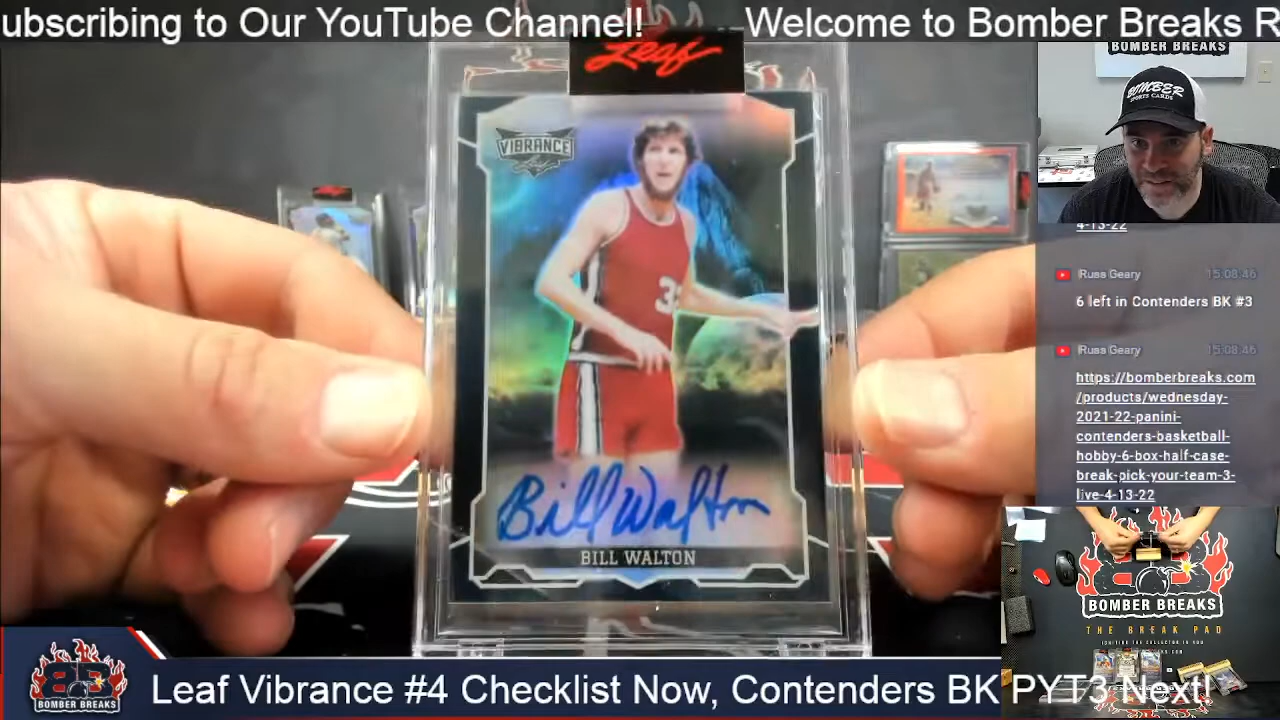 ubscribing to Our YouTube Channel!
Welcome to Bomber Breaks R
BOMBER BREAKS
BOMBER
SPORTS CARDS
Leaf
VIBRANCE
Leaf
32
Bill Walton
BILL WALTON
4-13-22
Russ Geary 15:08:46
6 left in Contenders BK #3
Russ Geary 15:08:46
https://bomberbreaks.com
/products/wednesday-
2021-22-panini-
contenders-basketball-
hobby-6-box-half-case-
break-pick-your-team-3-
live-4-13-22
BOMBER BREAKS
THE BREAK PAD
BOMBER BREAKS
Leaf Vibrance #4 Checklist Now, Contenders BK PYT3 Next!